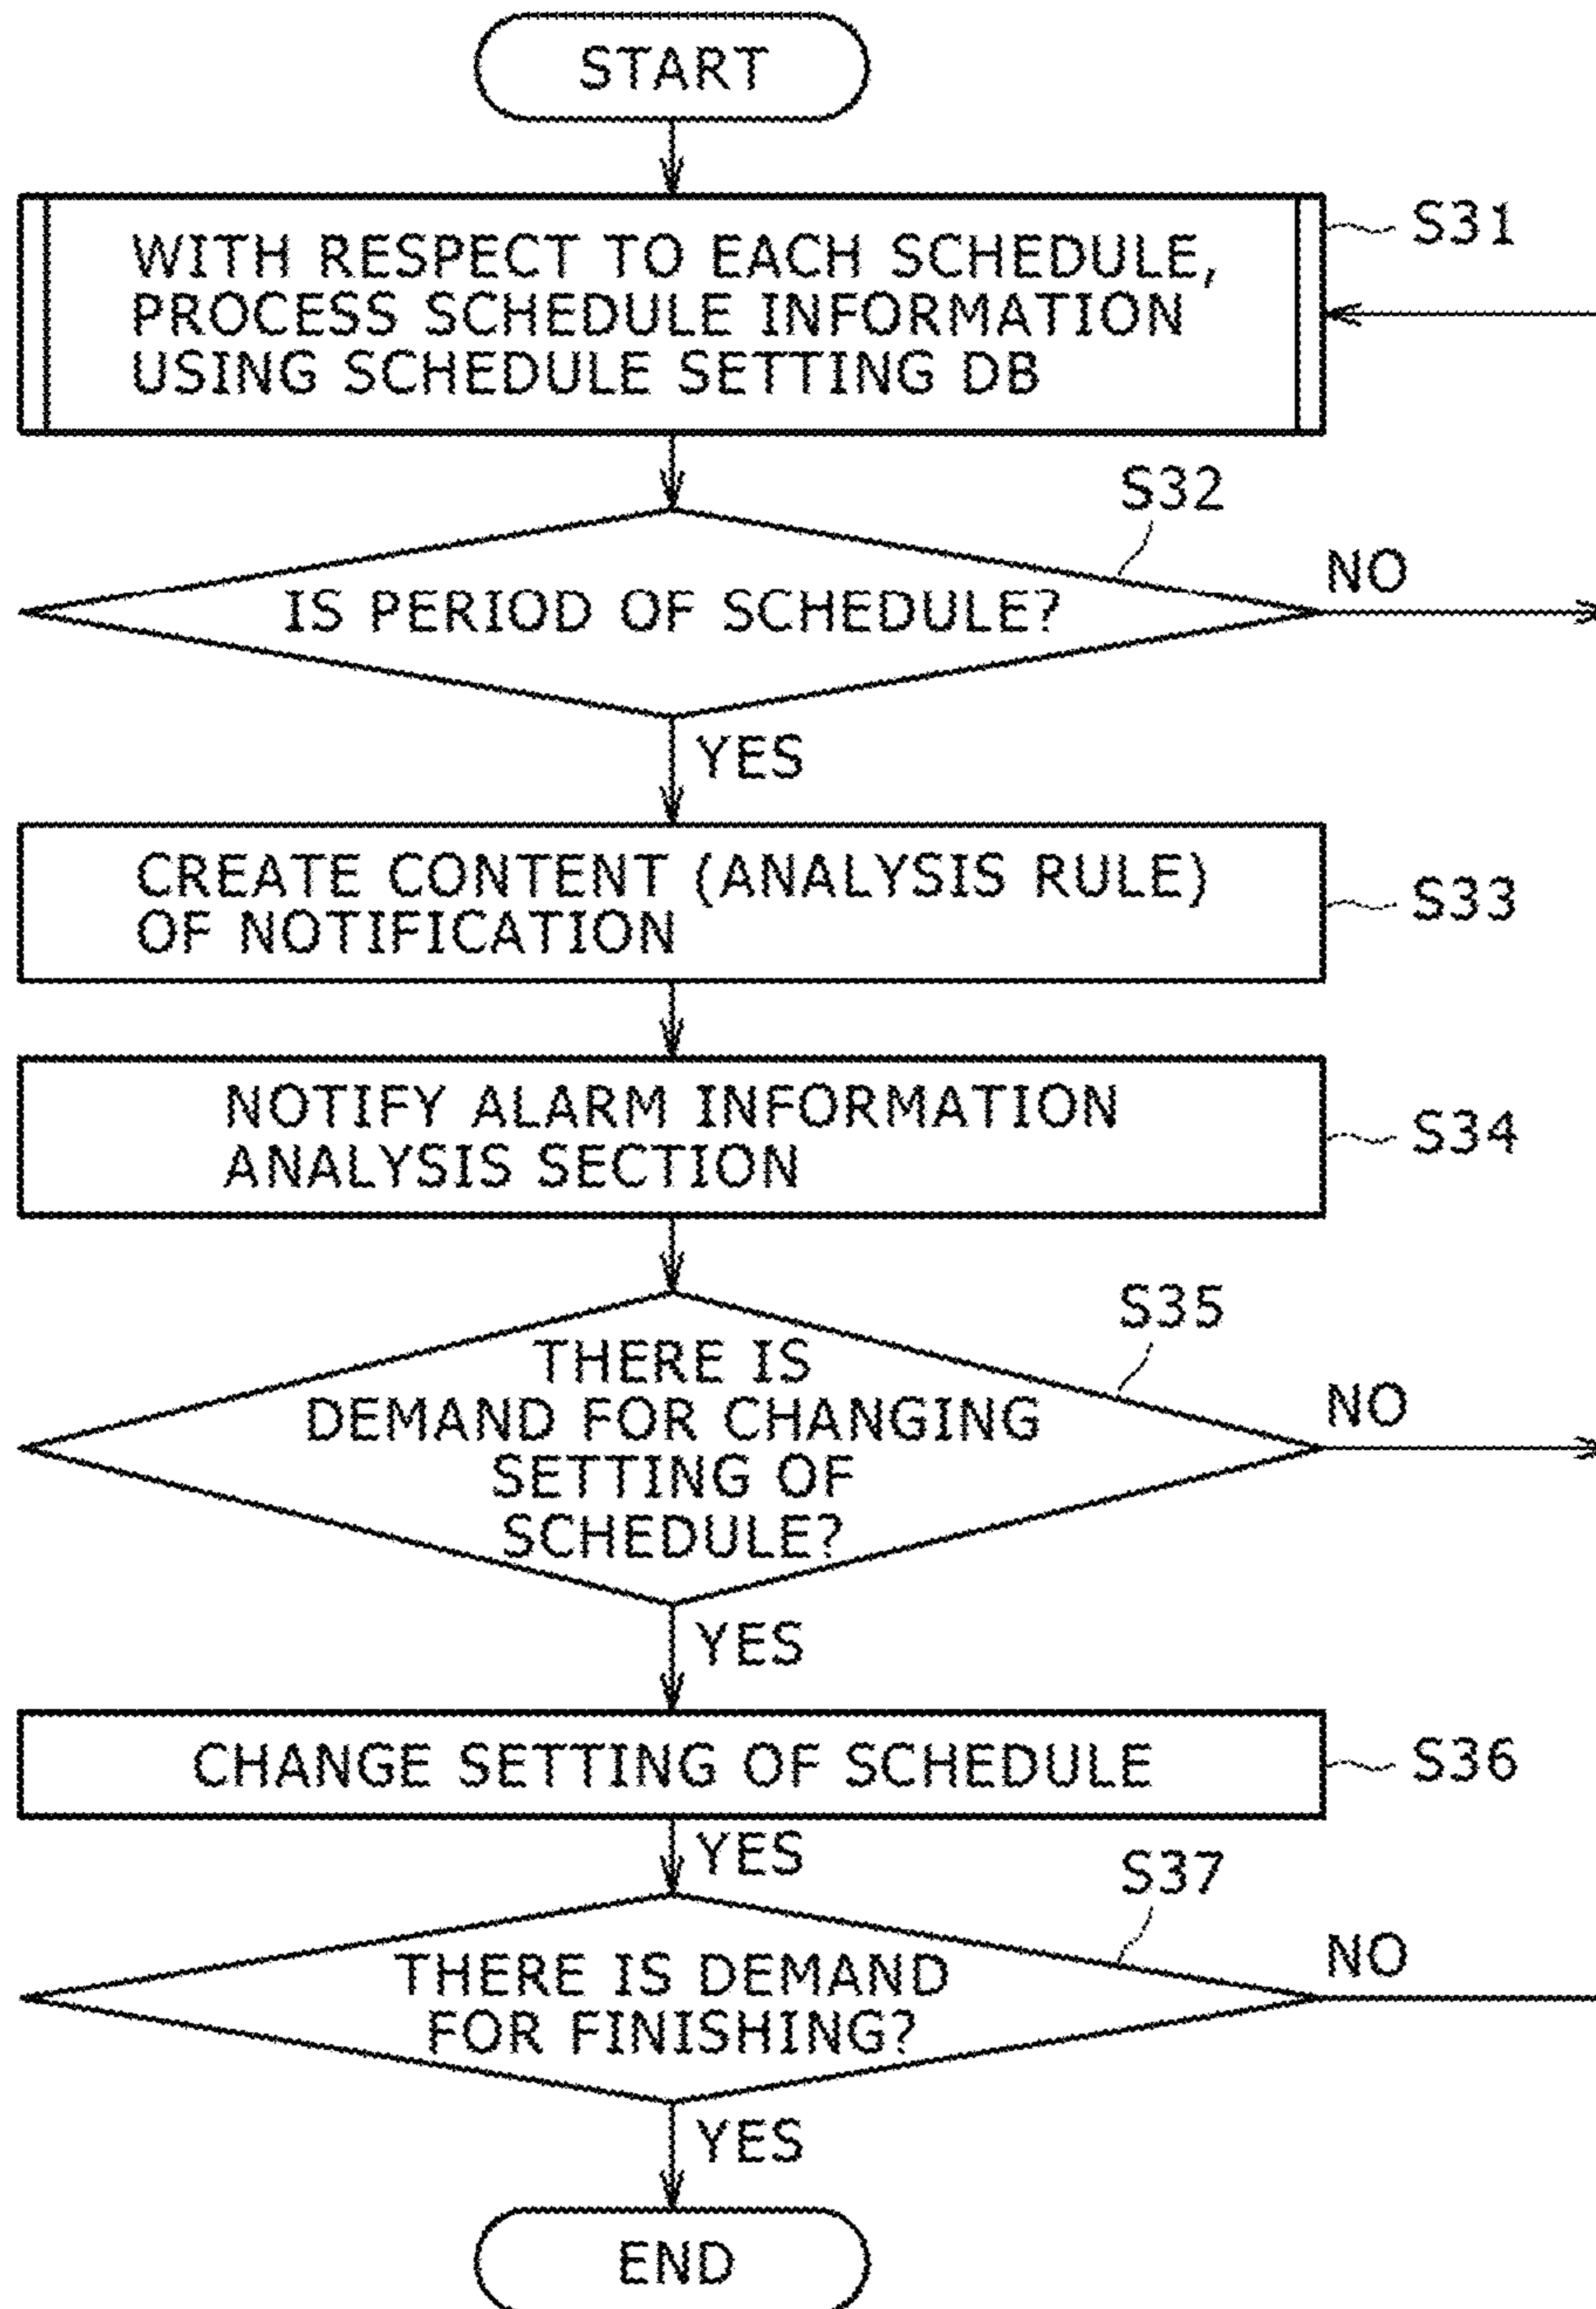 START
WITH RESPECT TO EACH SCHEDULE,
PROCESS SCHEDULE INFORMATION
USING SCHEDULE SETTING DB
S31
S32
IS PERIOD OF SCHEDULE?
NO
YES
CREATE CONTENT (ANALYSIS RULE)
OF NOTIFICATION
S33
NOTIFY ALARM INFORMATION
ANALYSIS SECTION
S34
S35
THERE IS
DEMAND FOR CHANGING
SETTING OF
SCHEDULE?
NO
YES
CHANGE SETTING OF SCHEDULE
S36
YES
S37
THERE IS DEMAND
FOR FINISHING?
NO
YES
END